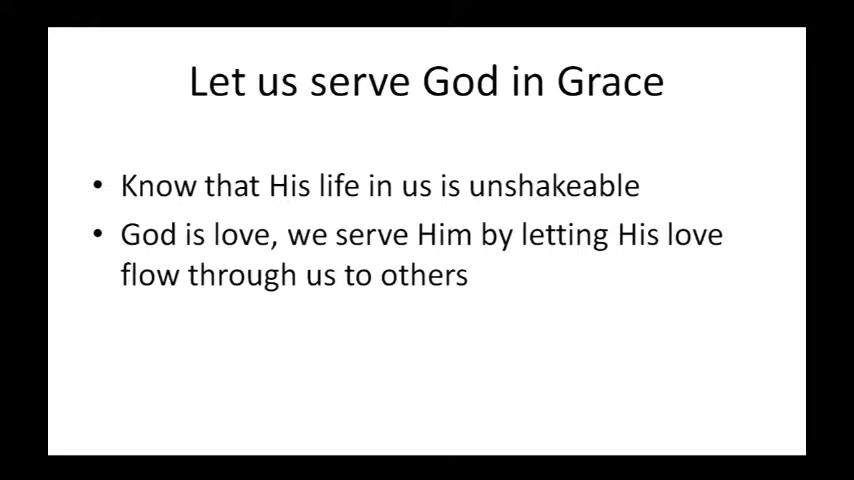 Let us serve God in Grace
• Know that His life in us is unshakeable
• God is love, we serve Him by letting His love
flow through us to others